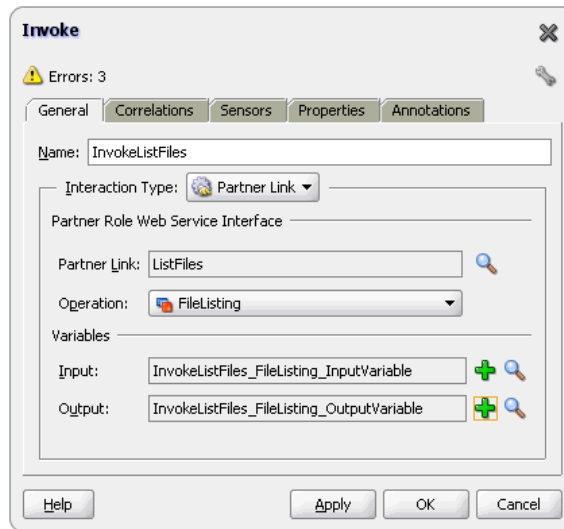 Invoke
Errors: 3
General Correlations Sensors Properties Annotations
Name: InvokeListFiles
Interaction Type: Partner Link
Partner Role Web Service Interface
Partner Link: ListFiles
Operation: FileListing
Variables
Input: InvokeListFiles_FileListing_InputVariable
Output: InvokeListFiles_FileListing_OutputVariable
Help Apply OK Cancel